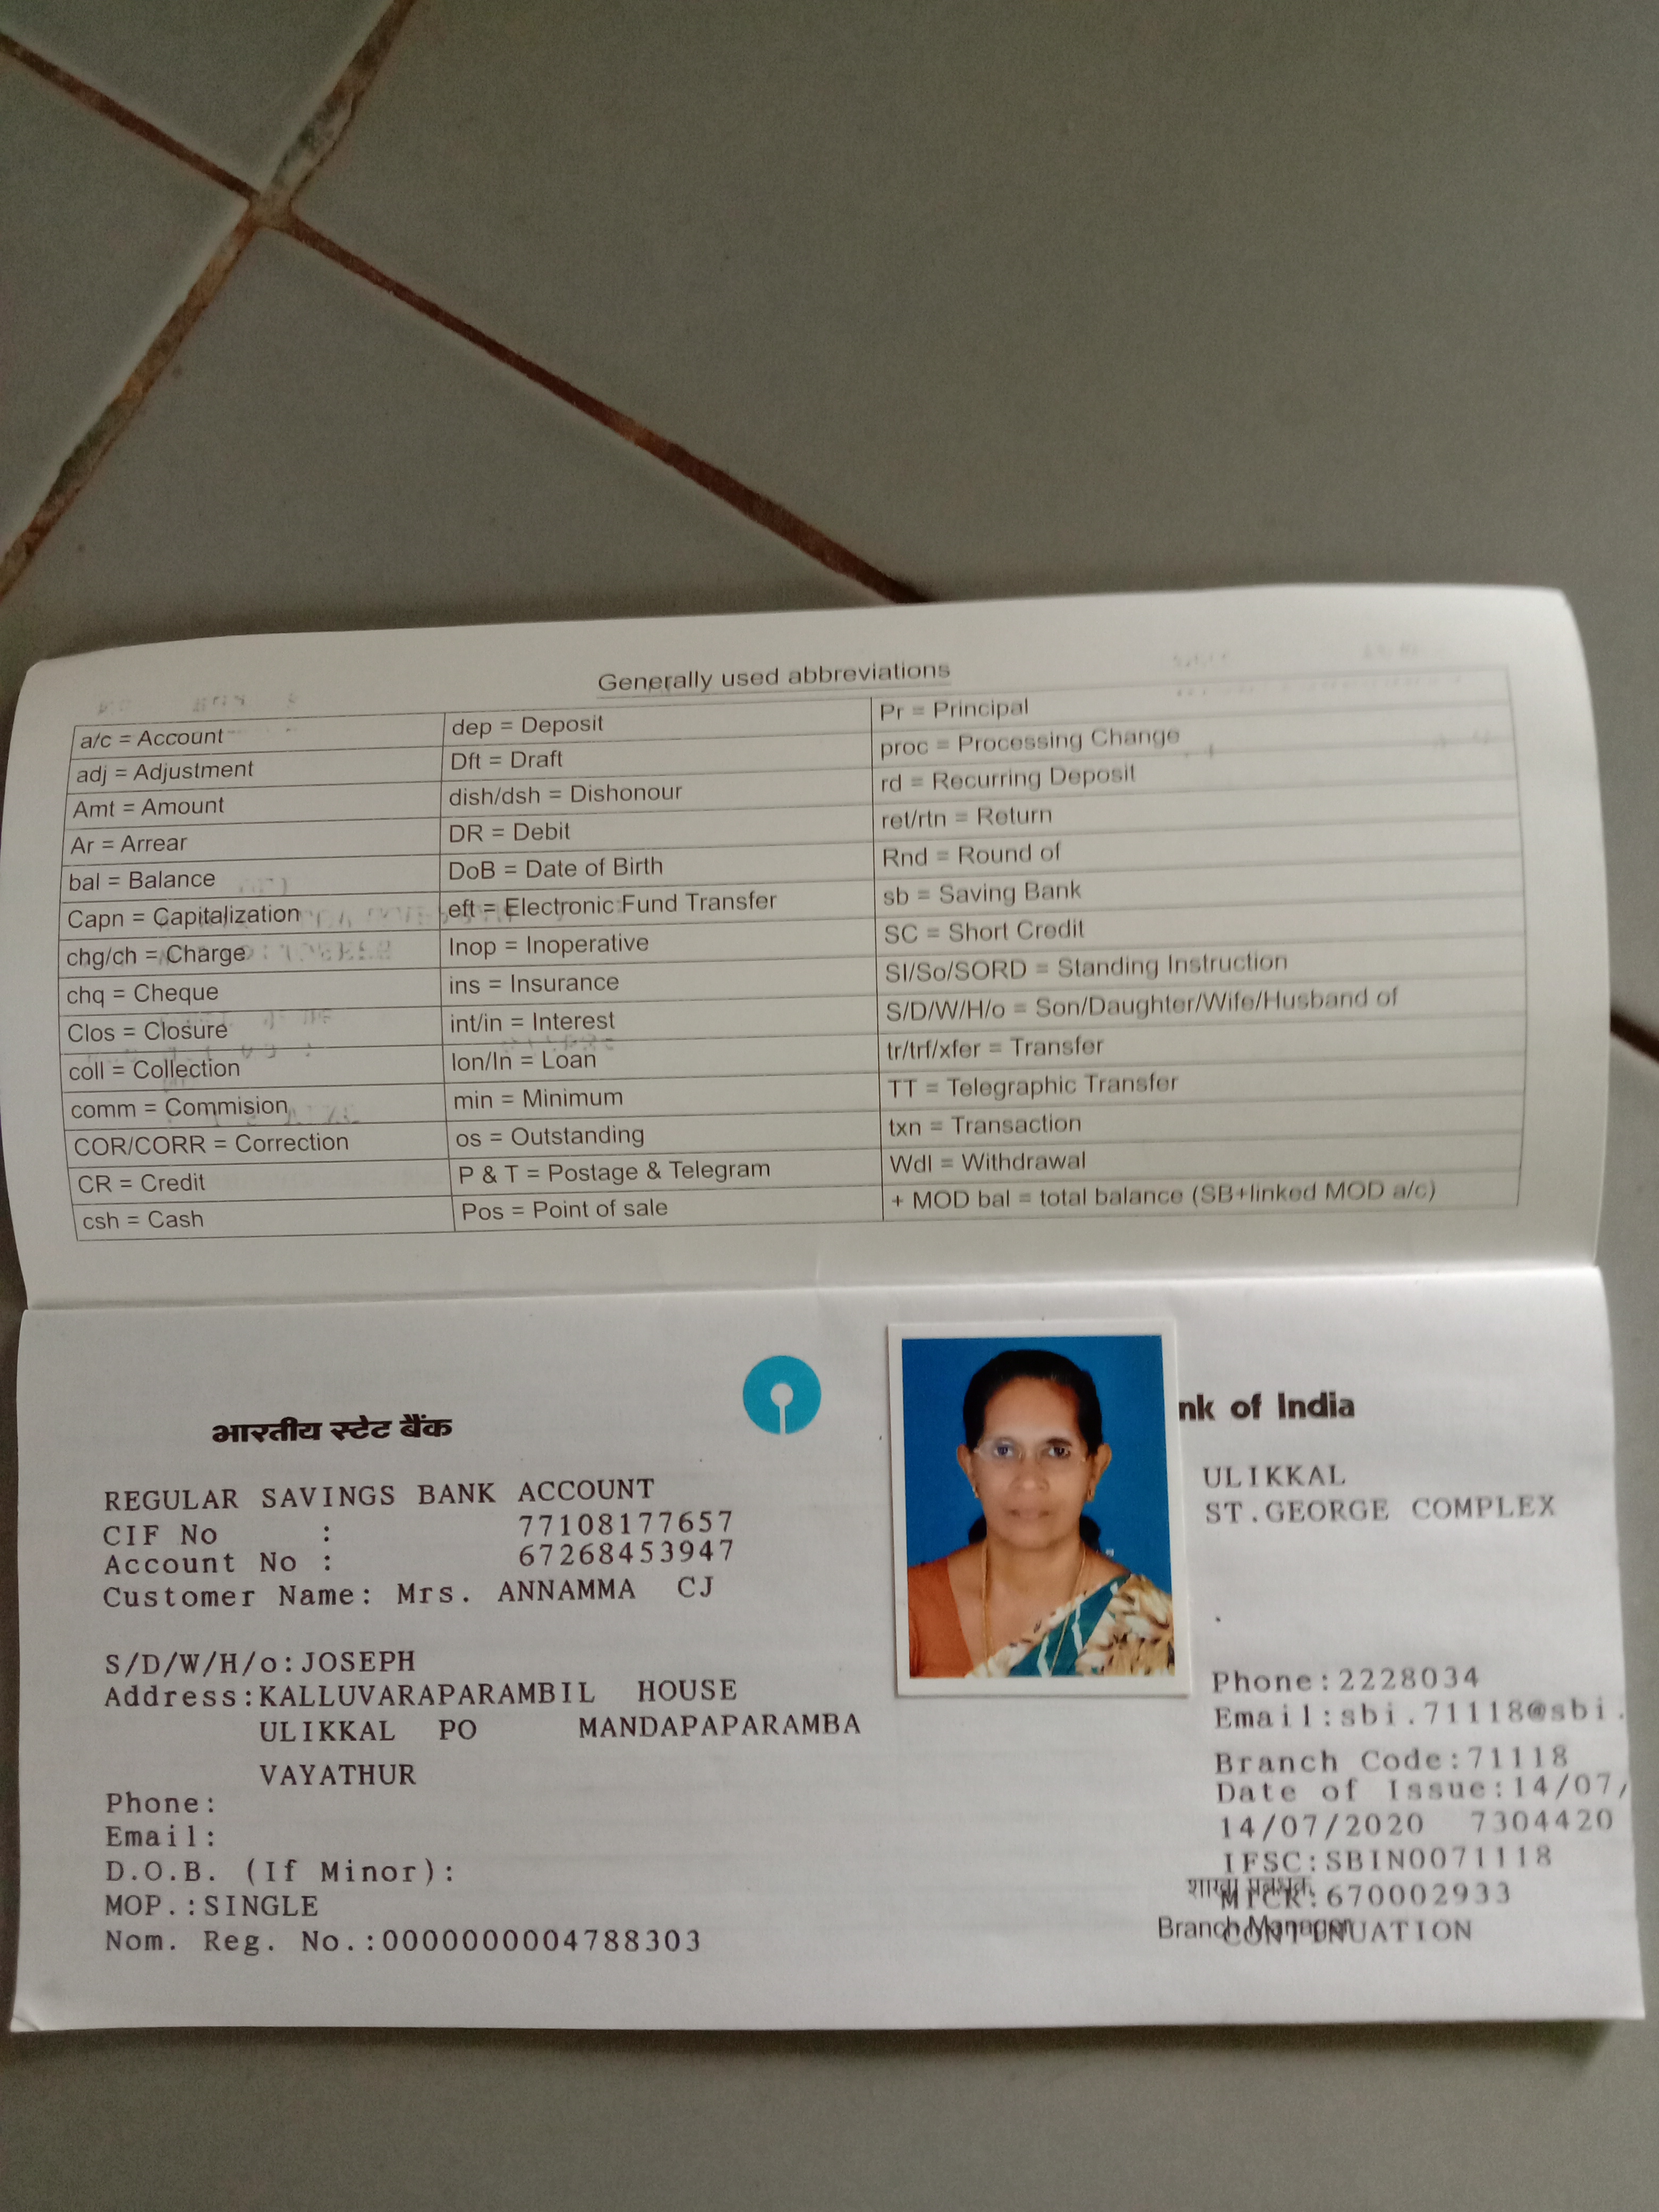 Generally used abbreviations
a/c = Account
adj = Adjustment
Amt = Amount
Ar = Arrear
bal = Balance
Capn = Capitalization
chg/ch = Charge
chq = Cheque
Clos = Closure
coll = Collection
comm = Commision
COR/CORR = Correction
CR = Credit
csh = Cash
dep = Deposit
Dft = Draft
dish/dsh = Dishonour
DR = Debit
DoB = Date of Birth
eft = Electronic Fund Transfer
Inop = Inoperative
ins = Insurance
int/in = Interest
lon/ln = Loan
min = Minimum
os = Outstanding
P & T = Postage & Telegram
Pos = Point of sale
Pr = Principal
proc = Processing Change
rd = Recurring Deposit
ret/rtn = Return
Rnd = Round of
sb = Saving Bank
SC = Short Credit
SI/So/SORD = Standing Instruction
S/D/W/H/o = Son/Daughter/Wife/Husband of
tr/trf/xfer = Transfer
TT = Telegraphic Transfer
txn = Transaction
Wdl = Withdrawal
+ MOD bal = total balance (SB+linked MOD a/c)
भारतीय स्टेट बैंक
REGULAR SAVINGS BANK ACCOUNT
CIF No : 77108177657
Account No : 67268453947
Customer Name: Mrs. ANNAMMA CJ
S/D/W/H/o:JOSEPH
Address:KALLUVARAPARAMBIL HOUSE
ULIKKAL PO MANDAPAPARAMBA
VAYATHUR
Phone:
Email:
D.O.B. (If Minor):
MOP.:SINGLE
Nom. Reg. No.:0000000004788303
nk of India
ULIKKAL
ST.GEORGE COMPLEX
Phone:2228034
Email:sbi.71118@sbi.
Branch Code:71118
Date of Issue:14/07/
14/07/2020 7304420
IFSC:SBIN0071118
शाखा प्रबंधक
MICR:670002933
Branch Manager
CONTINUATION